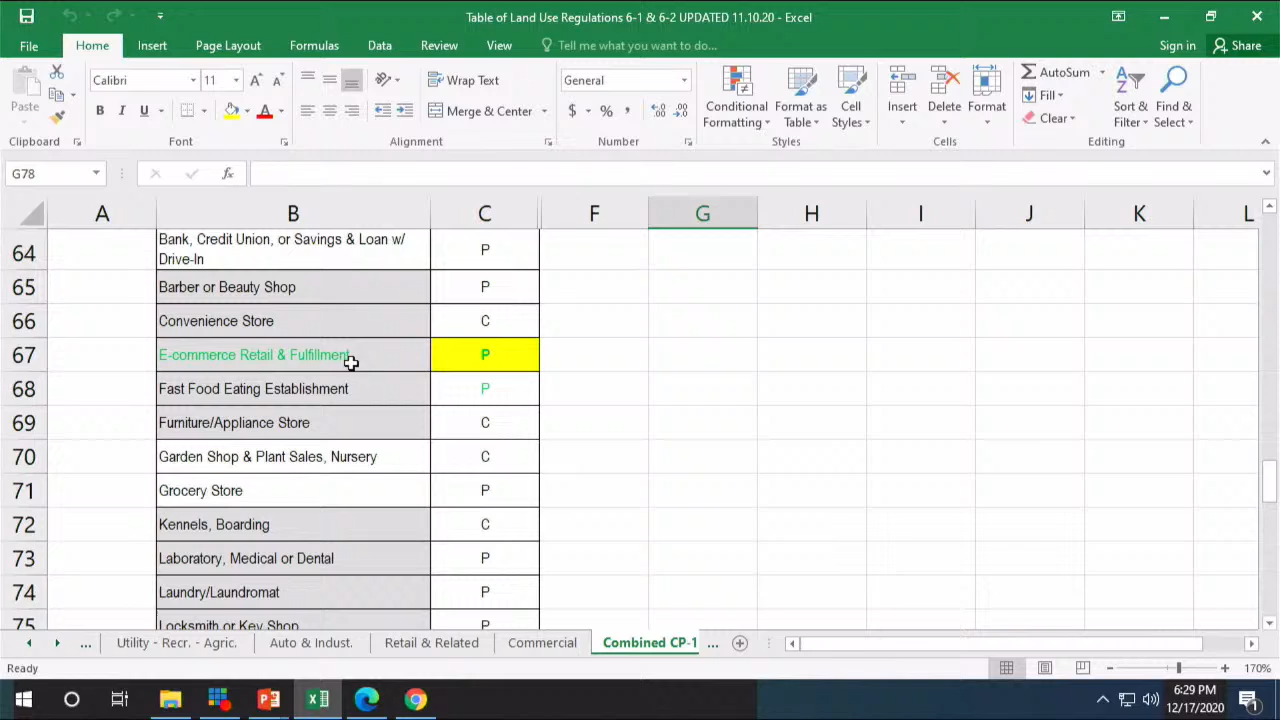 Table of Land Use Regulations 6-1 & 6-2 UPDATED 11.10.20 - Excel
File Home Insert Page Layout Formulas Data Review View Tell me what you want to do... Sign in Share
Calibri 11 Wrap Text General AutoSum
Paste B I U Merge & Center $ % , Conditional Formatting Format as Table Cell Styles Insert Delete Format Fill Clear Sort & Filter Find & Select
Clipboard Font Alignment Number Styles Cells Editing
G78 fx
A B C F G H I J K L
64 Bank, Credit Union, or Savings & Loan w/ P
Drive-In
65 Barber or Beauty Shop P
66 Convenience Store C
67 E-commerce Retail & Fulfillment P
68 Fast Food Eating Establishment P
69 Furniture/Appliance Store C
70 Garden Shop & Plant Sales, Nursery C
71 Grocery Store P
72 Kennels, Boarding C
73 Laboratory, Medical or Dental P
74 Laundry/Laundromat P
75 Locksmith or Key Shop P
... Utility - Recr. - Agric. Auto & Indust. Retail & Related Commercial Combined CP-1 ...
Ready 170%
6:29 PM
12/17/2020
1